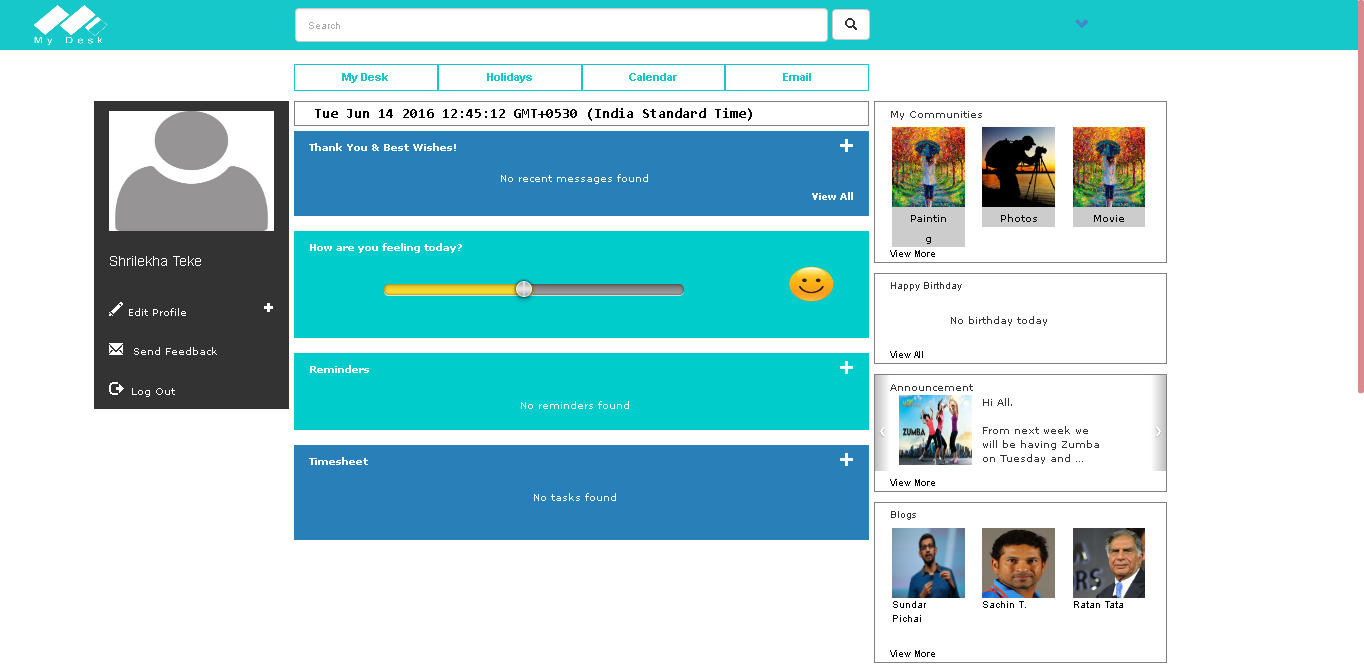 My Desk
Search
My Desk
Holidays
Calendar
Email
Shrilekha Teke
Edit Profile
Send Feedback
Log Out
Tue Jun 14 2016 12:45:12 GMT+0530 (India Standard Time)
Thank You & Best Wishes!
No recent messages found
View All
How are you feeling today?
Reminders
No reminders found
Timesheet
No tasks found
My Communities
Paintin
g
Photos
Movie
View More
Happy Birthday
No birthday today
View All
Announcement
ZUMBA
Hi All.
From next week we
will be having Zumba
on Tuesday and ...
View More
Blogs
Sundar
Pichai
Sachin T.
Ratan Tata
View More